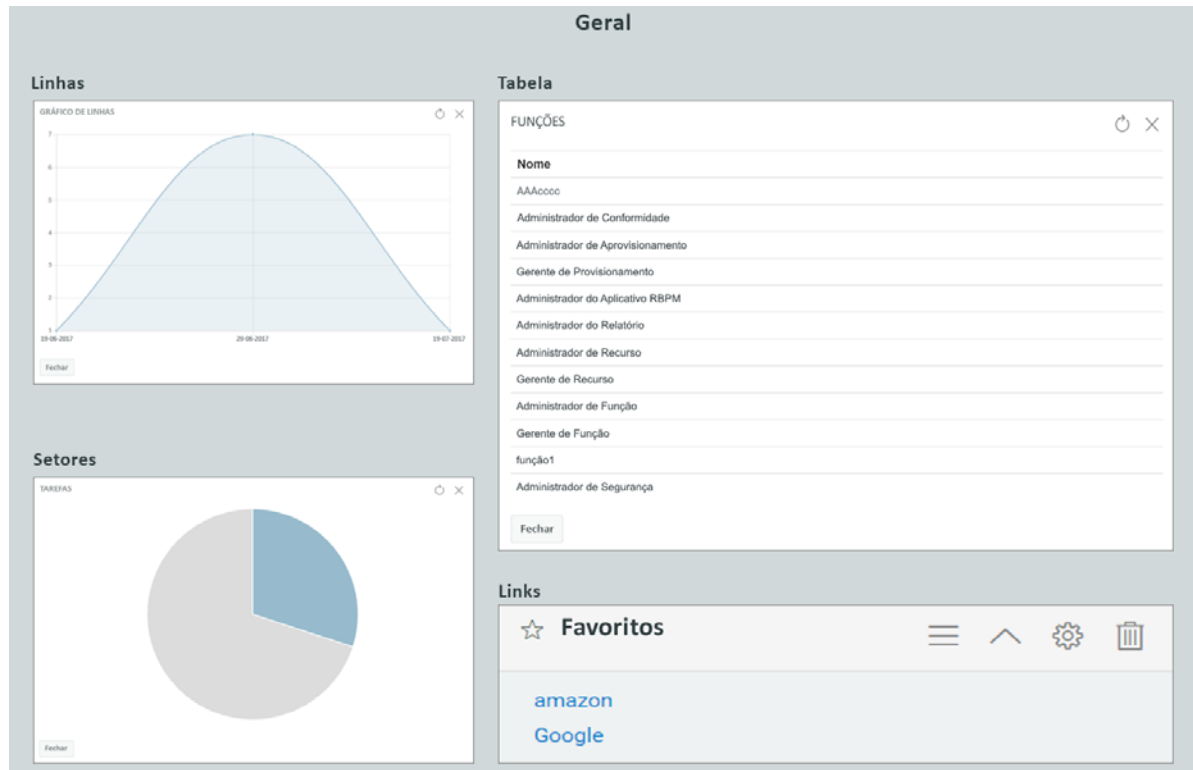 Geral
Linhas
GRÁFICO DE LINHAS
7
6
5
4
3
2
1
19-06-2017 29-06-2017 19-07-2017
Fechar
Setores
TAREFAS
Fechar
Tabela
FUNÇÕES
Nome
AAAcccc
Administrador de Conformidade
Administrador de Aprovisionamento
Gerente de Provisionamento
Administrador do Aplicativo RBPM
Administrador do Relatório
Administrador de Recurso
Gerente de Recurso
Administrador de Função
Gerente de Função
função1
Administrador de Segurança
Fechar
Links
Favoritos
amazon
Google